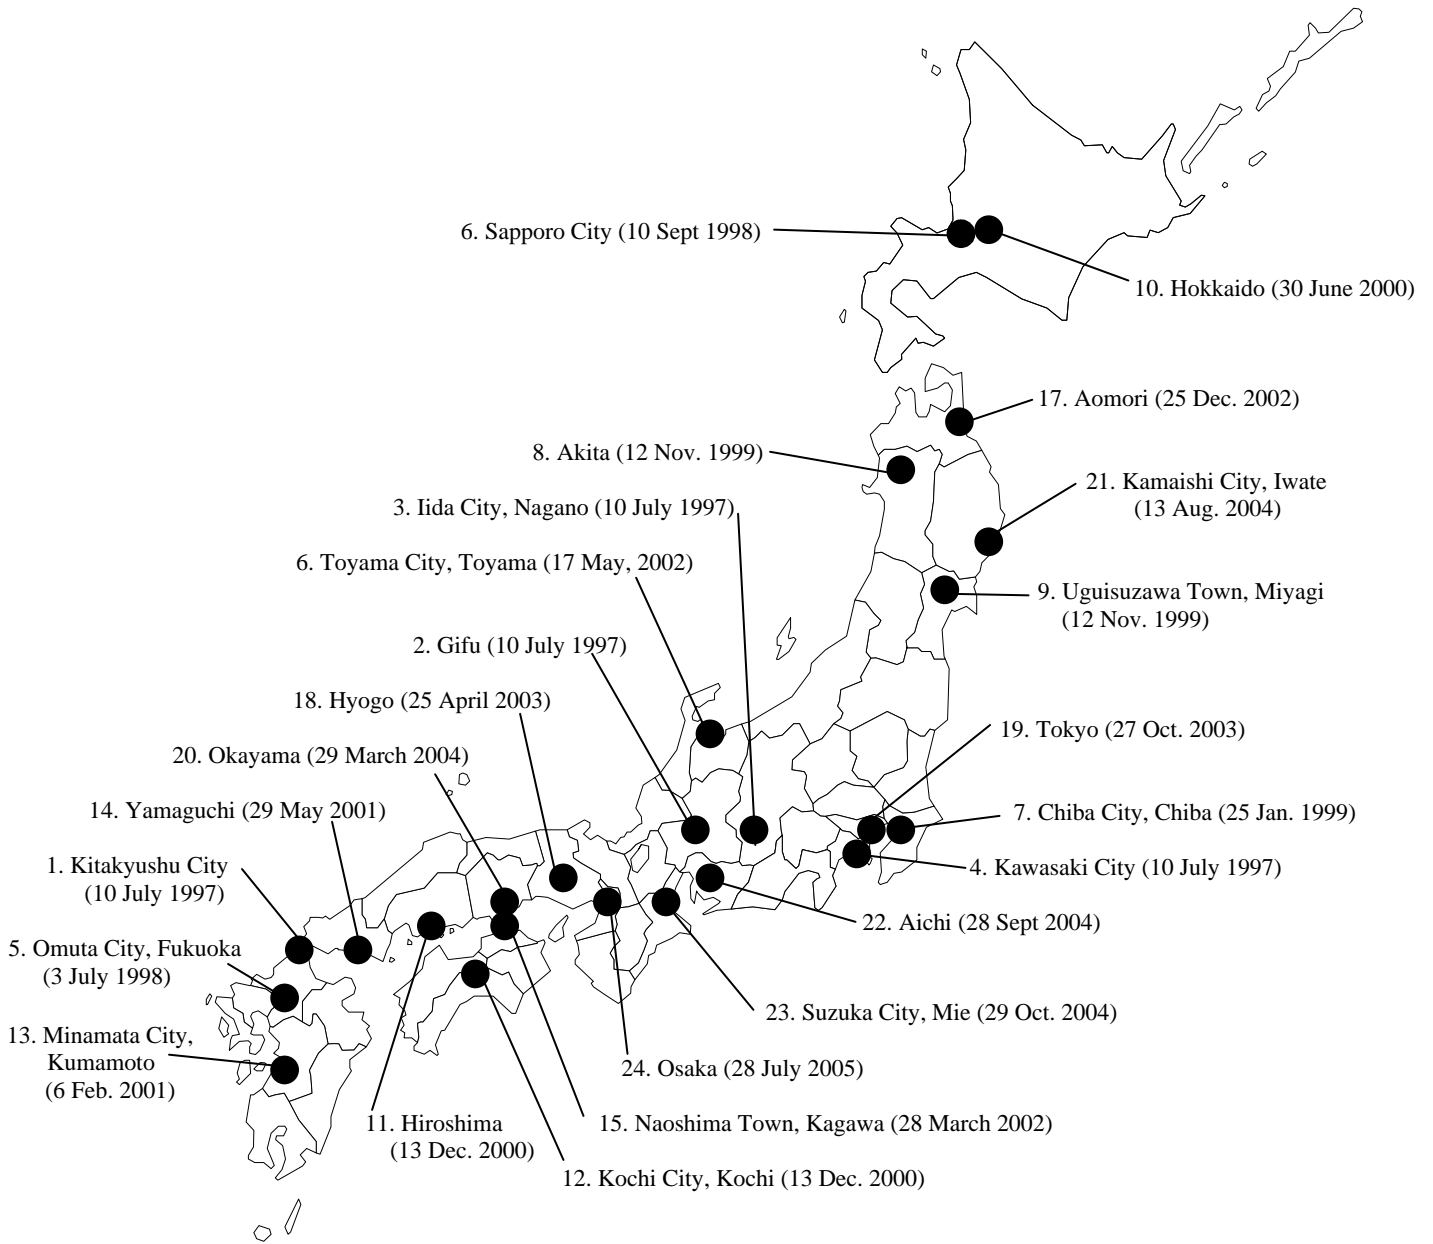 6. Sapporo City (10 Sept 1998)
10. Hokkaido (30 June 2000)
17. Aomori (25 Dec. 2002)
8. Akita (12 Nov. 1999)
21. Kamaishi City, Iwate
(13 Aug. 2004)
3. Iida City, Nagano (10 July 1997)
6. Toyama City, Toyama (17 May, 2002)
9. Uguisuzawa Town, Miyagi
(12 Nov. 1999)
2. Gifu (10 July 1997)
18. Hyogo (25 April 2003)
19. Tokyo (27 Oct. 2003)
20. Okayama (29 March 2004)
14. Yamaguchi (29 May 2001)
7. Chiba City, Chiba (25 Jan. 1999)
1. Kitakyushu City
(10 July 1997)
4. Kawasaki City (10 July 1997)
22. Aichi (28 Sept 2004)
5. Omuta City, Fukuoka
(3 July 1998)
23. Suzuka City, Mie (29 Oct. 2004)
13. Minamata City,
Kumamoto
(6 Feb. 2001)
24. Osaka (28 July 2005)
11. Hiroshima
(13 Dec. 2000)
15. Naoshima Town, Kagawa (28 March 2002)
12. Kochi City, Kochi (13 Dec. 2000)